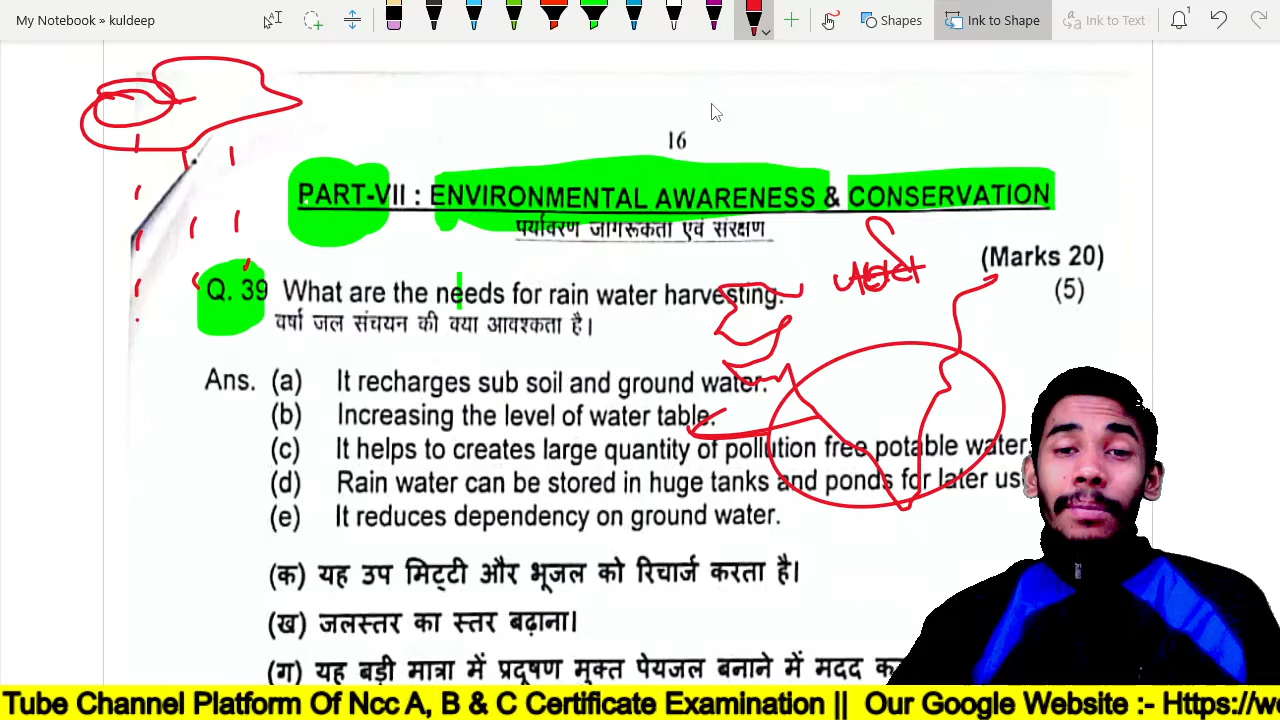 My Notebook » kuldeep
Shapes
Ink to Shape
Ink to Text
16
PART-VII : ENVIRONMENTAL AWARENESS & CONSERVATION
पर्यावरण जागरूकता एवं संरक्षण
(Marks 20)
Q. 39 What are the needs for rain water harvesting. (5)
वर्षा जल संचयन की क्या आवश्कता है।
Ans. (a) It recharges sub soil and ground water.
(b) Increasing the level of water table.
(c) It helps to creates large quantity of pollution free potable water
(d) Rain water can be stored in huge tanks and ponds for later
(e) It reduces dependency on ground water.
(क) यह उप मिट्टी और भूजल को रिचार्ज करता है।
(ख) जलस्तर का स्तर बढ़ाना।
(ग) यह बड़ी मात्रा में प्रदूषण मुक्त पेयजल बनाने में मदद
Tube Channel Platform Of Ncc A, B & C Certificate Examination || Our Google Website :- Https://w